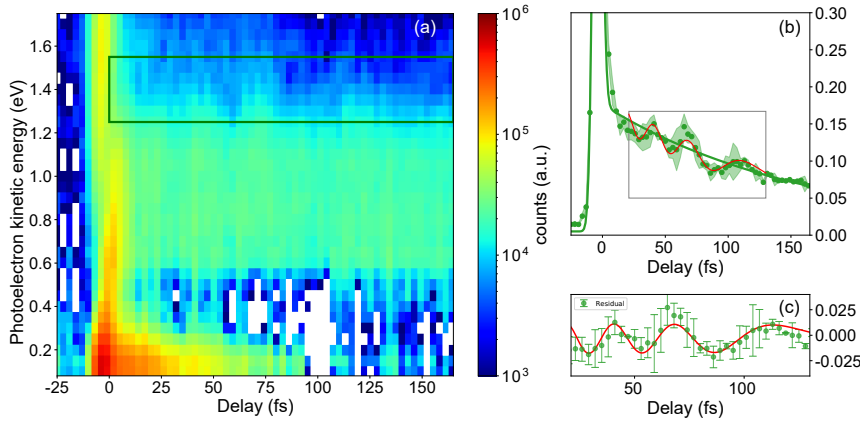 (a)
Photoelectron kinetic energy (eV)
1.6
1.4
1.2
1.0
0.8
0.6
0.4
0.2
-25 0 25 50 75 100 125 150
Delay (fs)
10^6
10^5
10^4
10^3
counts (a.u.)
(b)
0.30
0.25
0.20
0.15
0.10
0.05
0.00
0 50 100 150
Delay (fs)
(c)
Residual
0.025
0.000
-0.025
50 100
Delay (fs)